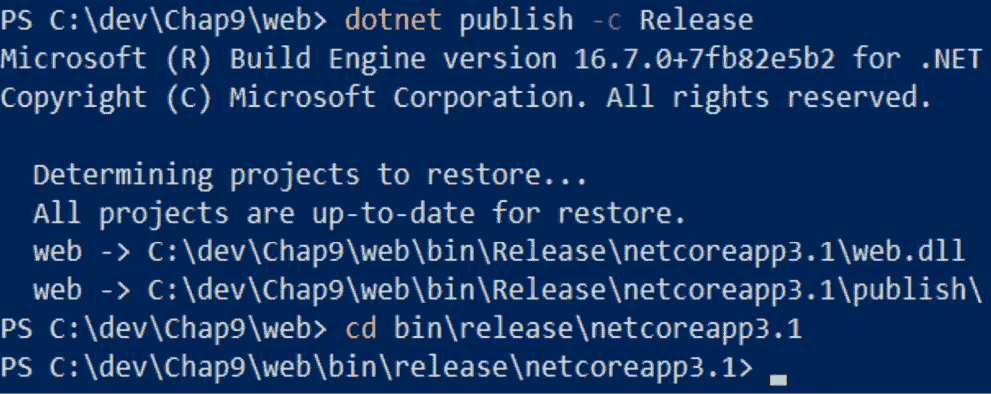 PS C:\dev\Chap9\web> dotnet publish -c Release
Microsoft (R) Build Engine version 16.7.0+7fb82e5b2 for .NET
Copyright (C) Microsoft Corporation. All rights reserved.
Determining projects to restore...
All projects are up-to-date for restore.
web -> C:\dev\Chap9\web\bin\Release\netcoreapp3.1\web.dll
web -> C:\dev\Chap9\web\bin\Release\netcoreapp3.1\publish\
PS C:\dev\Chap9\web> cd bin\release\netcoreapp3.1
PS C:\dev\Chap9\web\bin\release\netcoreapp3.1>